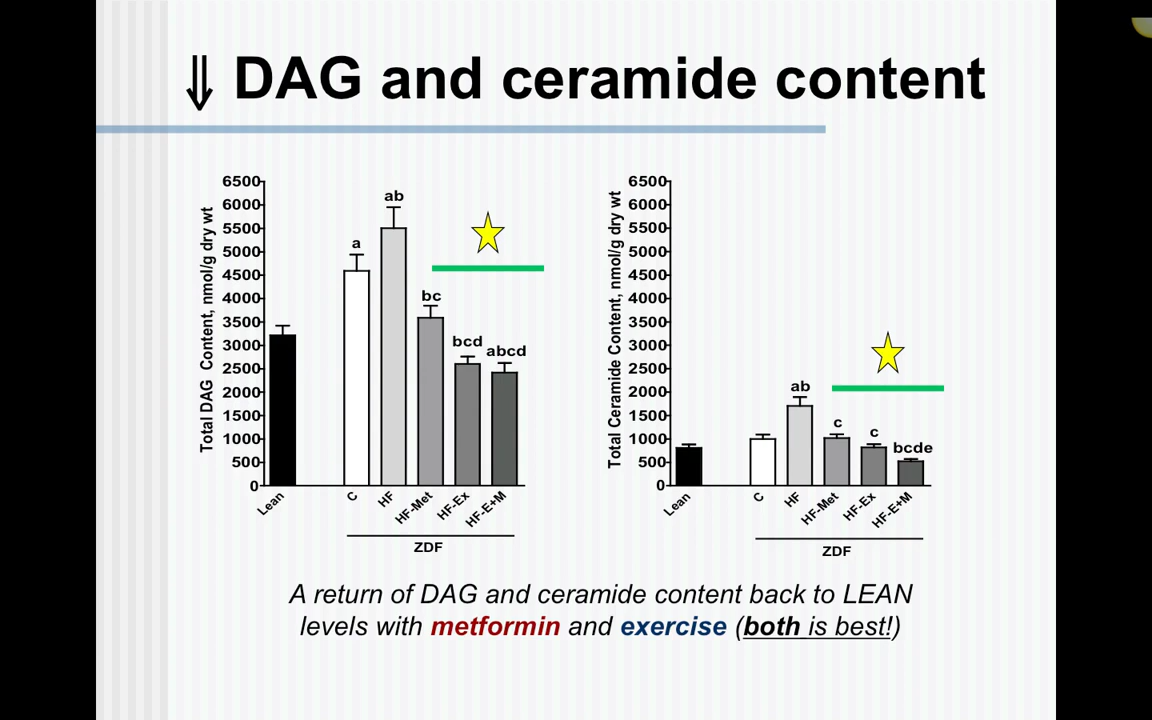 ⇓ DAG and ceramide content
Total DAG Content, nmol/g dry wt
6500
6000
5500
5000
4500
4000
3500
3000
2500
2000
1500
1000
500
0
a
ab
bc
bcd
abcd
Lean
C
HF
HF-Met
HF-Ex
HF-E+M
ZDF
Total Ceramide Content, nmol/g dry wt
6500
6000
5500
5000
4500
4000
3500
3000
2500
2000
1500
1000
500
0
ab
c
c
bcde
Lean
C
HF
HF-Met
HF-Ex
HF-E+M
ZDF
A return of DAG and ceramide content back to LEAN
levels with metformin and exercise (both is best!)